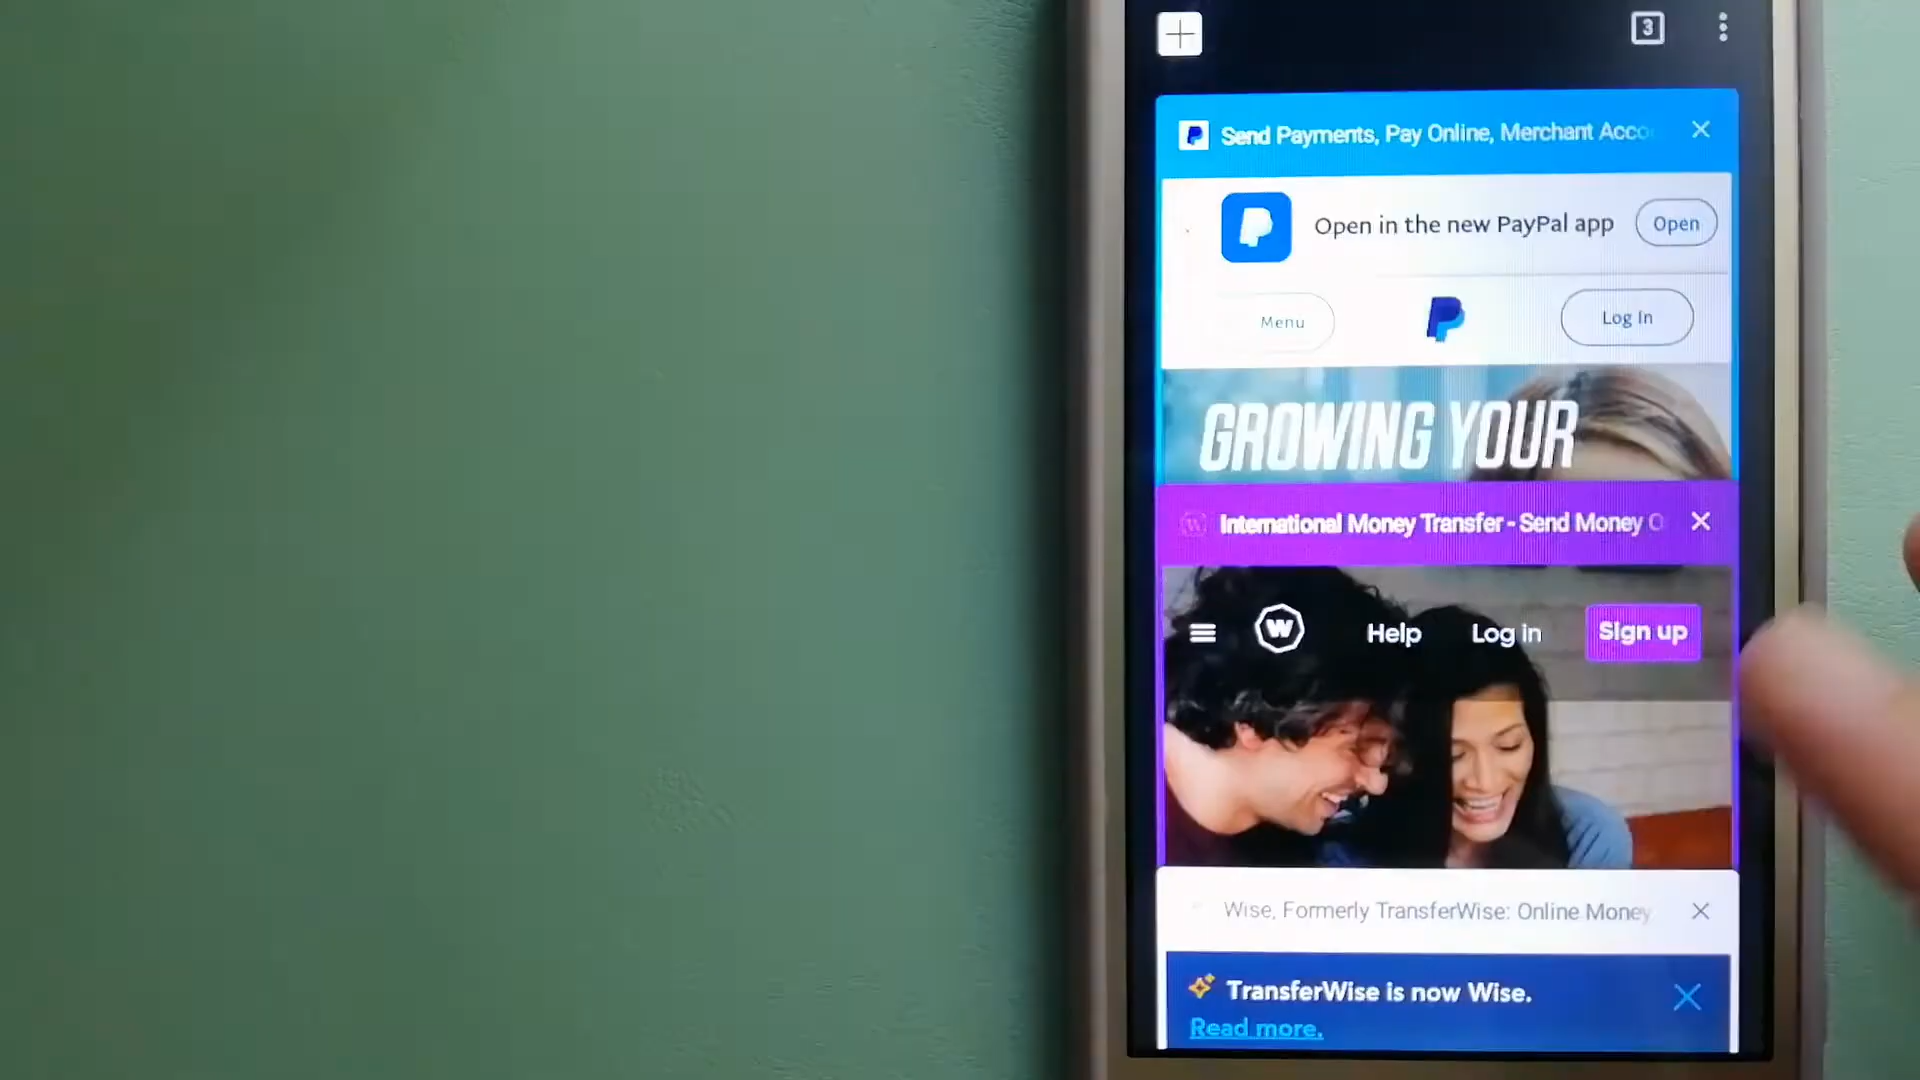 3
Send Payments, Pay Online, Merchant Acco
Open in the new PayPal app Open
Menu Log In
GROWING YOUR
International Money Transfer - Send Money O
W Help Log in Sign up
Wise, Formerly TransferWise: Online Money
TransferWise is now Wise.
Read more.